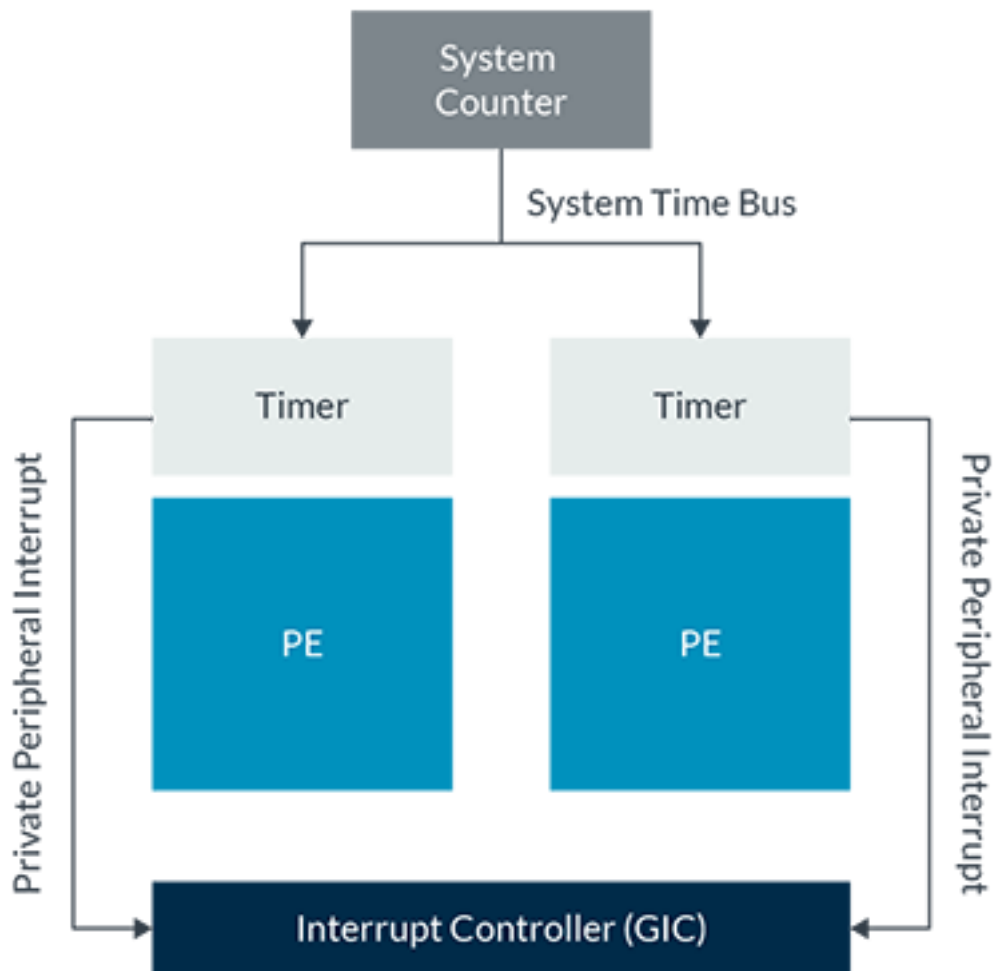 System
Counter
System Time Bus
Timer
Timer
Private Peripheral Interrupt
PE
PE
Private Peripheral Interrupt
Interrupt Controller (GIC)